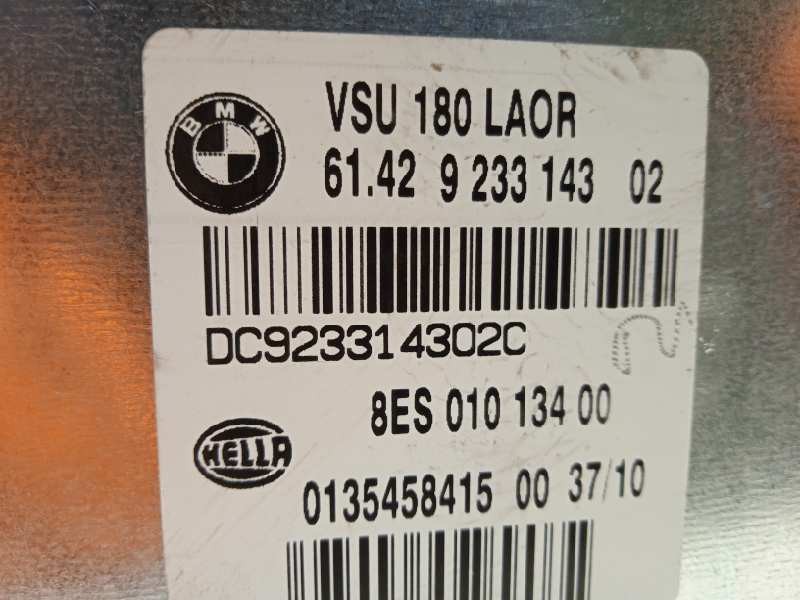 BMW
VSU 180 LAOR
61.42 9 233 143 02
DC923314302C
8ES 010 134 00
HELLA
0135458415 00 37/10